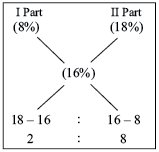 I Part II Part
(8%) (18%)
(16%)
18 – 16 : 16 – 8
2 : 8